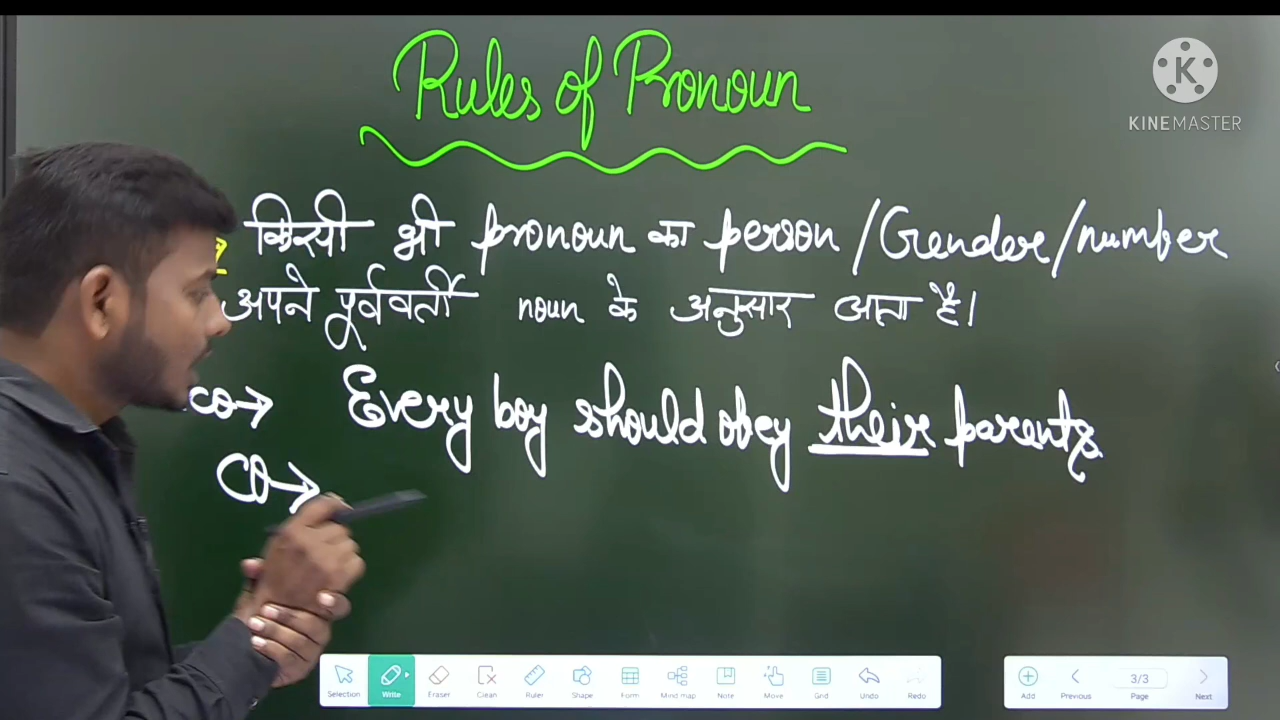 Rules of Pronoun
KINEMASTER
किसी भी pronoun का person/Gender/number
अपने पूर्ववर्ती noun के अनुसार आता है।
Every boy should obey their parents.
Selection Write Eraser Clean Ruler Shape Form Mind map Note Move Grid Undo Redo
Add Previous 3/3 Page Next